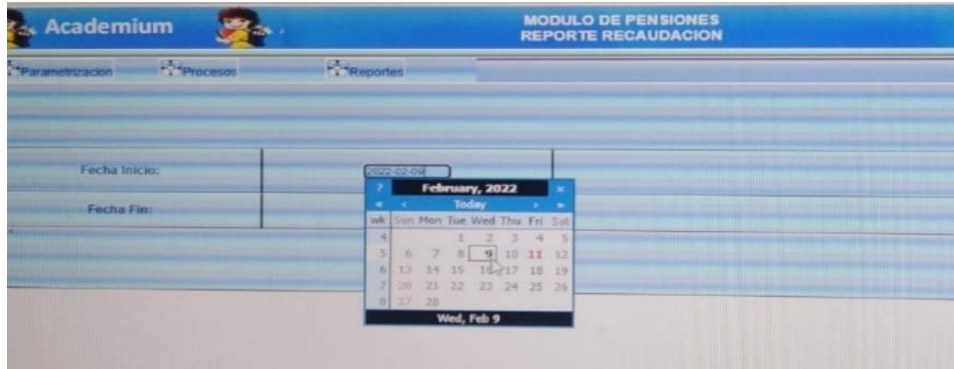 Academium
MODULO DE PENSIONES
REPORTE RECAUDACION
Parametrizacion Procesos Reportes
Fecha Inicio: 2022-02-09
Fecha Fin:
? February, 2022 ×
« ‹ Today › »
wk Sun Mon Tue Wed Thu Fri Sat
4 1 2 3 4 5
5 6 7 8 9 10 11 12
6 13 14 15 16 17 18 19
7 20 21 22 23 24 25 26
8 27 28
Wed, Feb 9